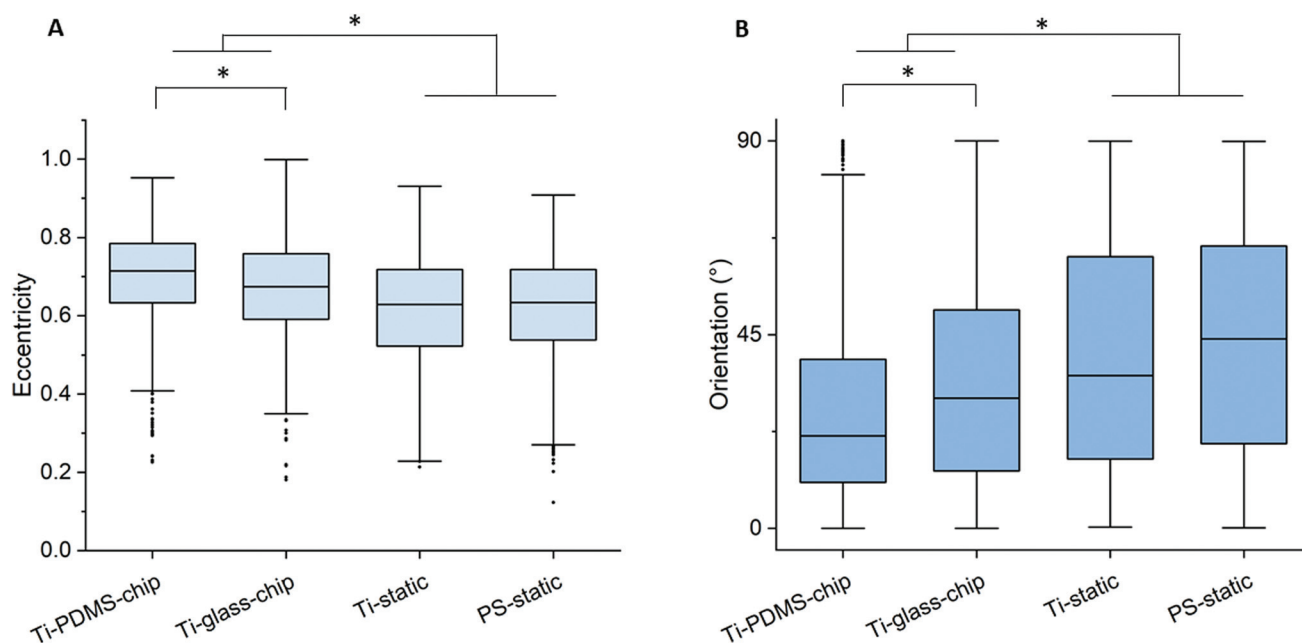 A
B
*
*
*
*
Eccentricity
1.0
0.8
0.6
0.4
0.2
0.0
Ti-PDMS-chip
Ti-glass-chip
Ti-static
PS-static
Orientation (°)
90
45
0
Ti-PDMS-chip
Ti-glass-chip
Ti-static
PS-static